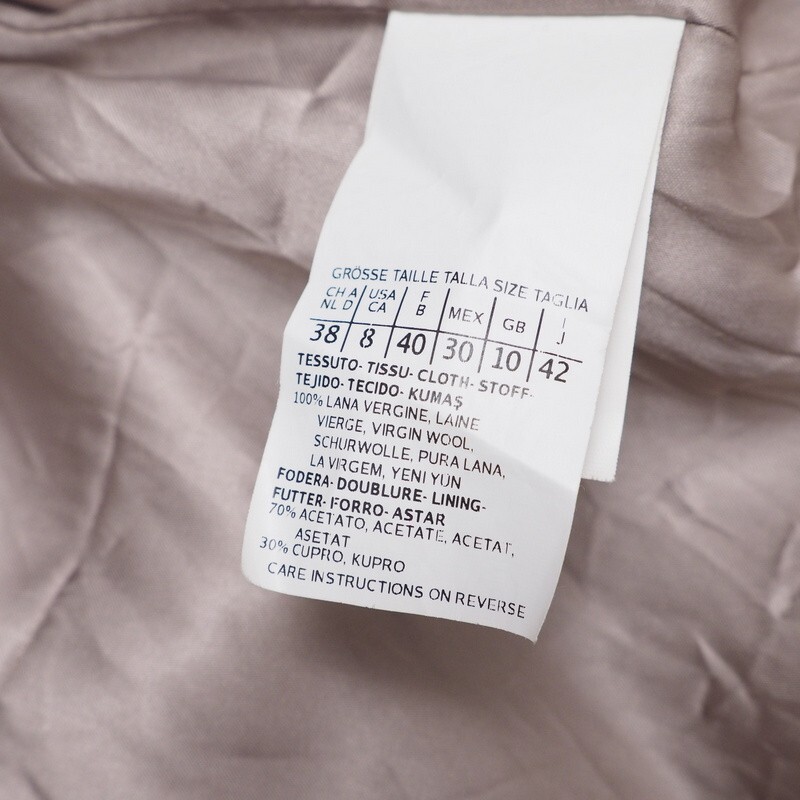 GRÖSSE TAILLE TALLA SIZE TAGLIA
CH A USA F MEX GB I
NL D CA B J
38 8 40 30 10 42
TESSUTO- TISSU- CLOTH- STOFF-
TEJIDO- TECIDO- KUMAŞ
100% LANA VERGINE, LAINE
VIERGE, VIRGIN WOOL,
SCHURWOLLE, PURA LANA,
LA VIRGEM, YENI YUN
FODERA- DOUBLURE- LINING-
FUTTER- FORRO- ASTAR
70% ACETATO, ACETATE, ACETAT,
ASETAT
30% CUPRO, KUPRO
CARE INSTRUCTIONS ON REVERSE